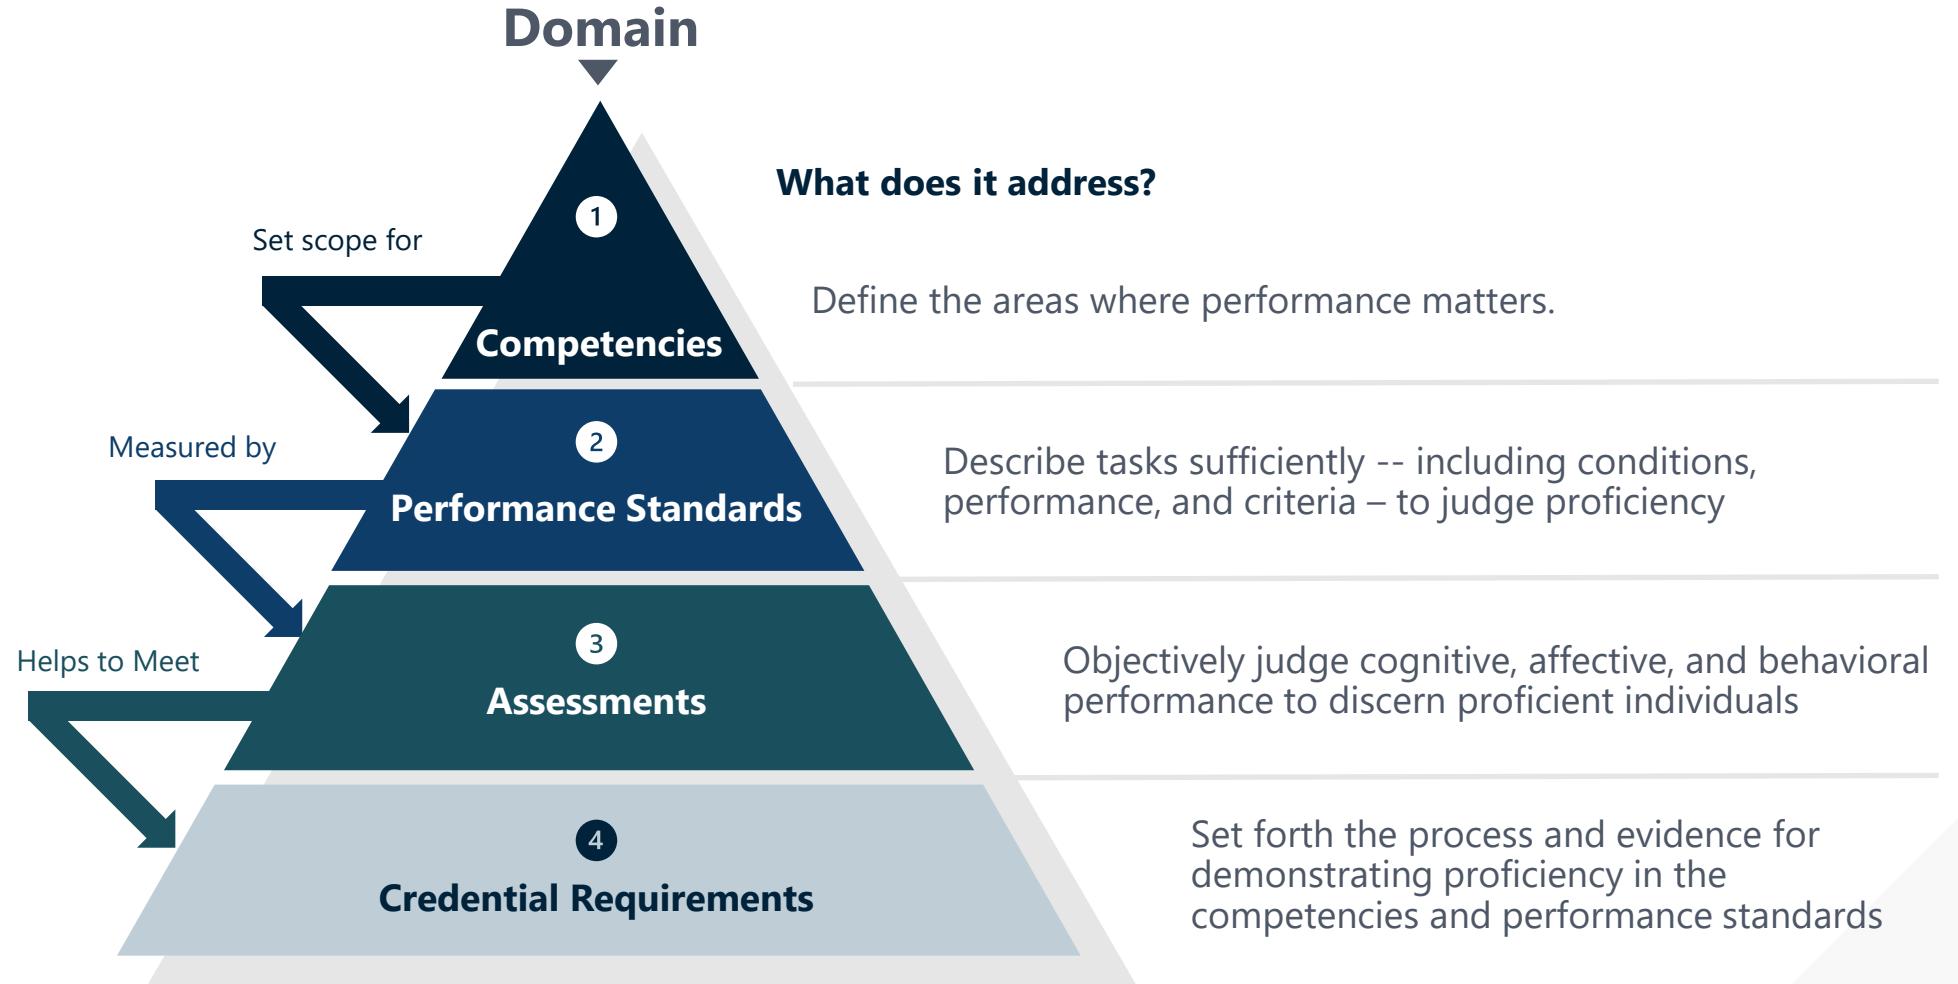 Domain
What does it address?
1
Set scope for
Define the areas where performance matters.
Competencies
2
Measured by
Describe tasks sufficiently -- including conditions,
performance, and criteria – to judge proficiency
Performance Standards
3
Helps to Meet
Objectively judge cognitive, affective, and behavioral
performance to discern proficient individuals
Assessments
4
Set forth the process and evidence for
demonstrating proficiency in the
competencies and performance standards
Credential Requirements